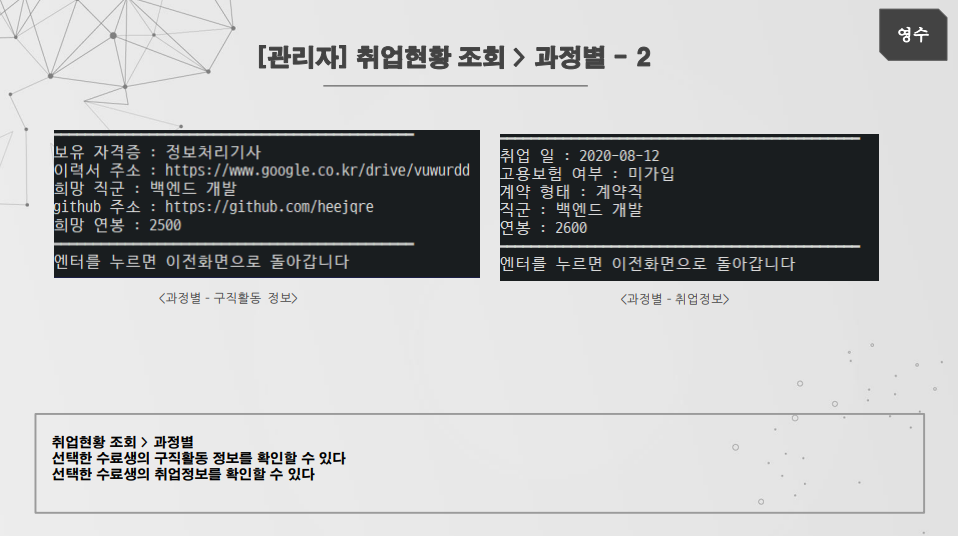 [관리자] 취업현황 조회 > 과정별 - 2
영수
보유 자격증 : 정보처리기사
이력서 주소 : https://www.google.co.kr/drive/vuwurdd
희망 직군 : 백엔드 개발
github 주소 : https://github.com/heejqre
희망 연봉 : 2500
엔터를 누르면 이전화면으로 돌아갑니다
<과정별 - 구직활동 정보>
취업 일 : 2020-08-12
고용보험 여부 : 미가입
계약 형태 : 계약직
직군 : 백엔드 개발
연봉 : 2600
엔터를 누르면 이전화면으로 돌아갑니다
<과정별 - 취업정보>
취업현황 조회 > 과정별
선택한 수료생의 구직활동 정보를 확인할 수 있다
선택한 수료생의 취업정보를 확인할 수 있다